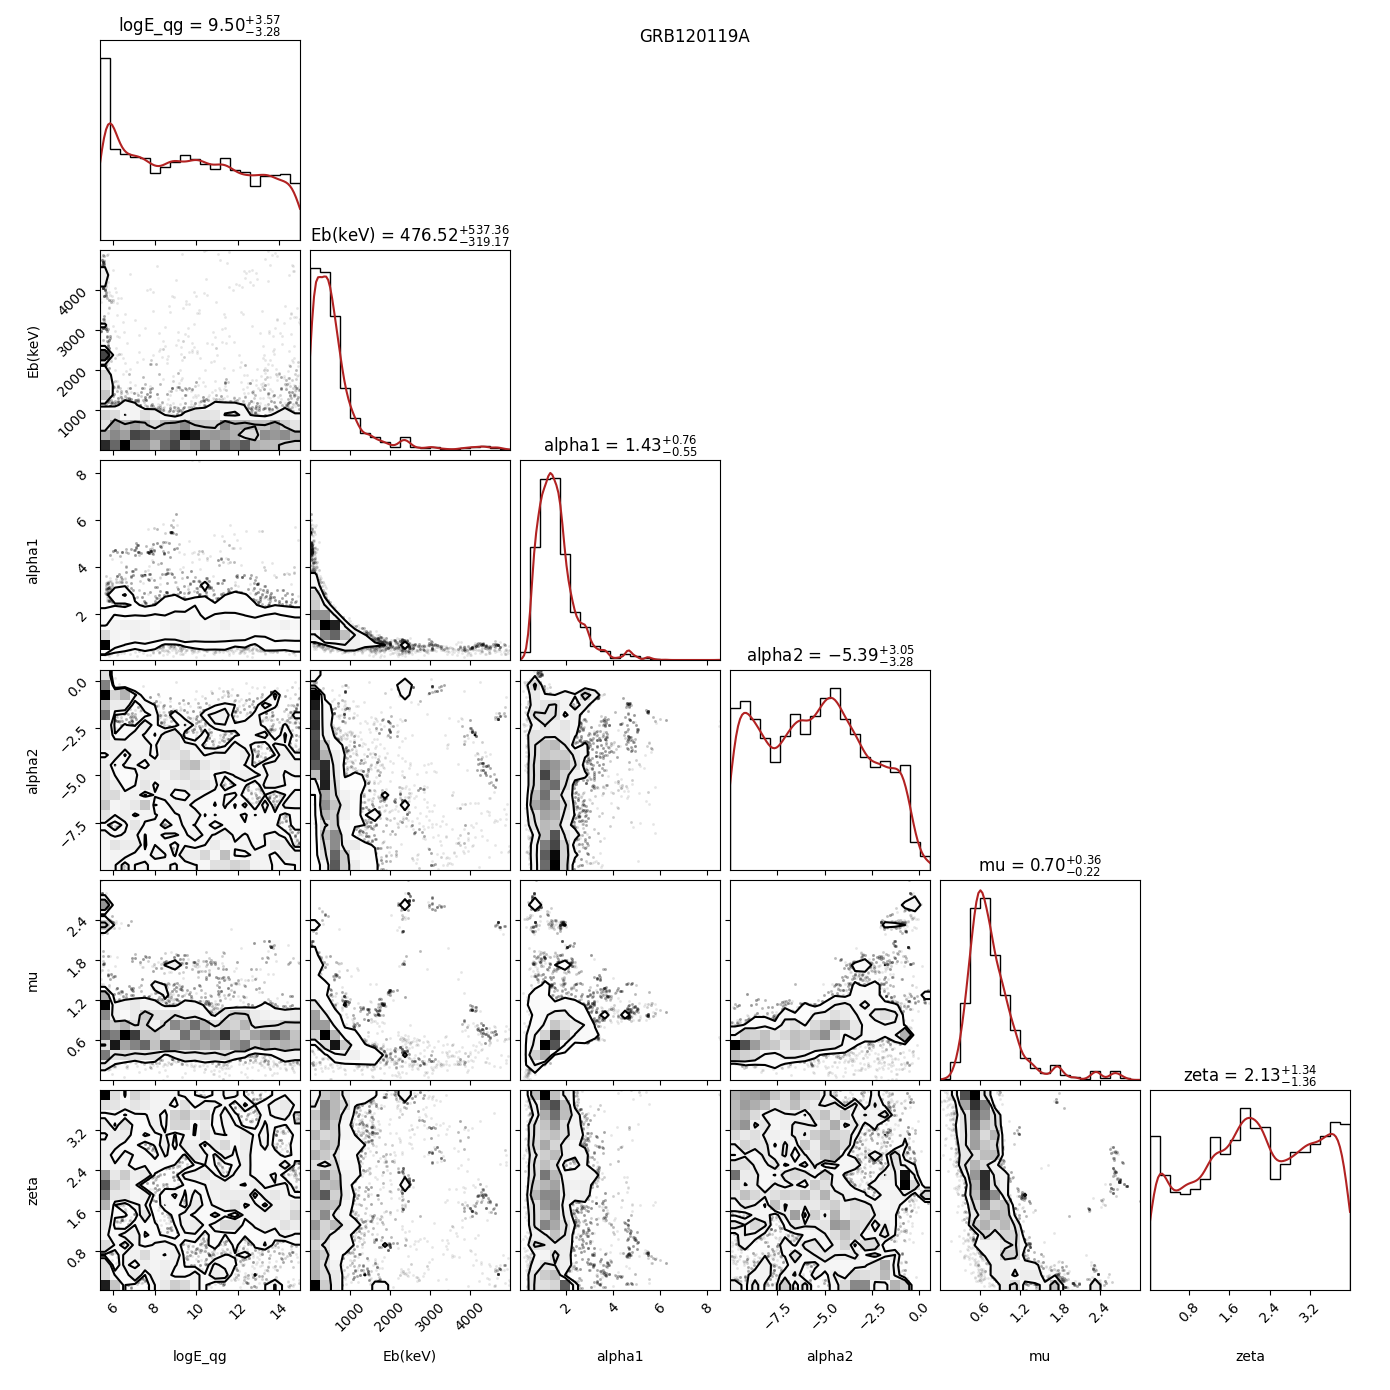 GRB120119A
logE_qg = 9.50+3.57−3.28
Eb(keV) = 476.52+537.36−319.17
Eb(keV)
4000
3000
2000
1000
alpha1 = 1.43+0.76−0.55
alpha1
8
6
4
2
alpha2 = −5.39+3.05−3.28
alpha2
0.0
−2.5
−5.0
−7.5
mu = 0.70+0.36−0.22
mu
2.4
1.8
1.2
0.6
zeta = 2.13+1.34−1.36
zeta
3.2
2.4
1.6
0.8
6 8 10 12 14
1000 2000 3000 4000
2 4 6 8
−7.5 −5.0 −2.5 0.0
0.6 1.2 1.8 2.4
0.8 1.6 2.4 3.2
logE_qg Eb(keV) alpha1 alpha2 mu zeta